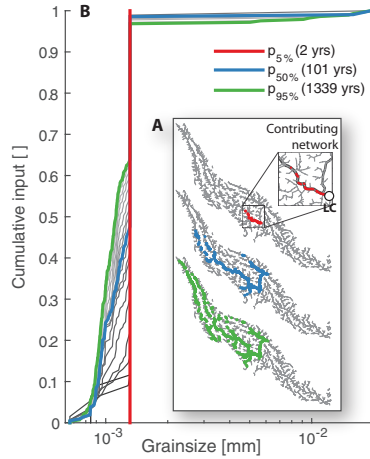 B
p5% (2 yrs)
p50% (101 yrs)
p95% (1339 yrs)
A
Contributing
network
LC
Cumulative input [ ]
1
0.9
0.8
0.7
0.6
0.5
0.4
0.3
0.2
0.1
0
10-3
10-2
Grainsize [mm]